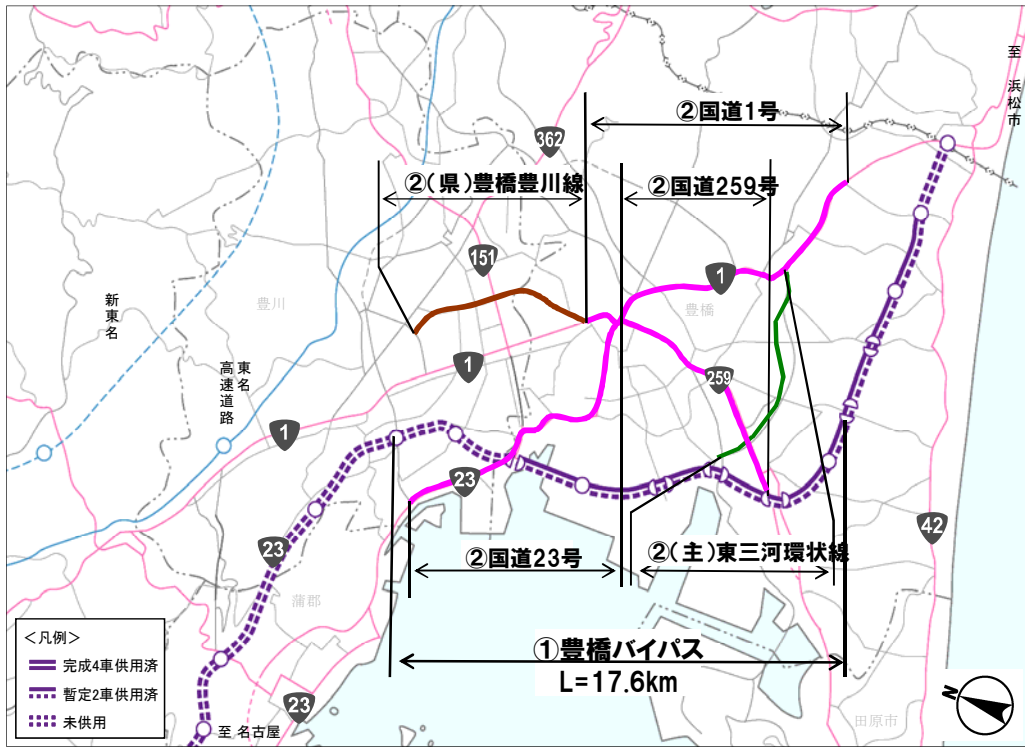 至 浜松市
②国道1号
362
②(県)豊橋豊川線
②国道259号
151
1
新東名
豊川
豊橋
東名
高速道路
1
259
1
23
42
23
②国道23号
②(主)東三河環状線
蒲郡
<凡例>
完成4車供用済
暫定2車供用済
未供用
①豊橋バイパス
L=17.6km
23
至 名古屋
田原市
N